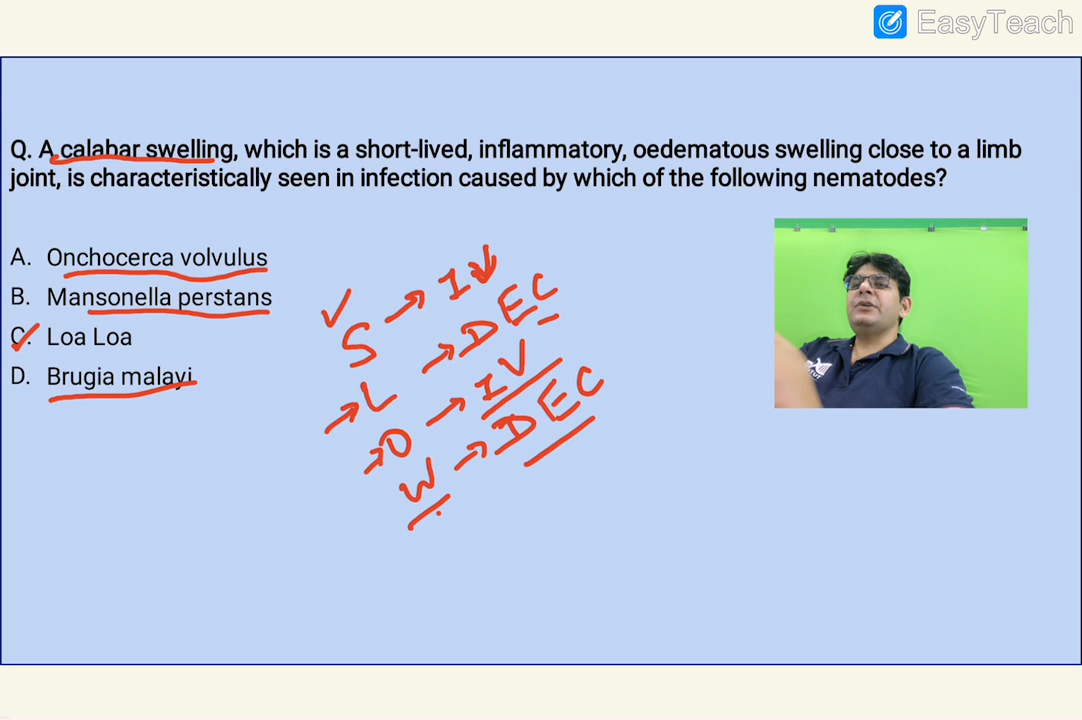 EasyTeach
Q. A calabar swelling, which is a short-lived, inflammatory, oedematous swelling close to a limb
joint, is characteristically seen in infection caused by which of the following nematodes?
A. Onchocerca volvulus
B. Mansonella perstans
C. Loa Loa
D. Brugia malayi
S → IV
L → DEC
O → IV
W → DEC